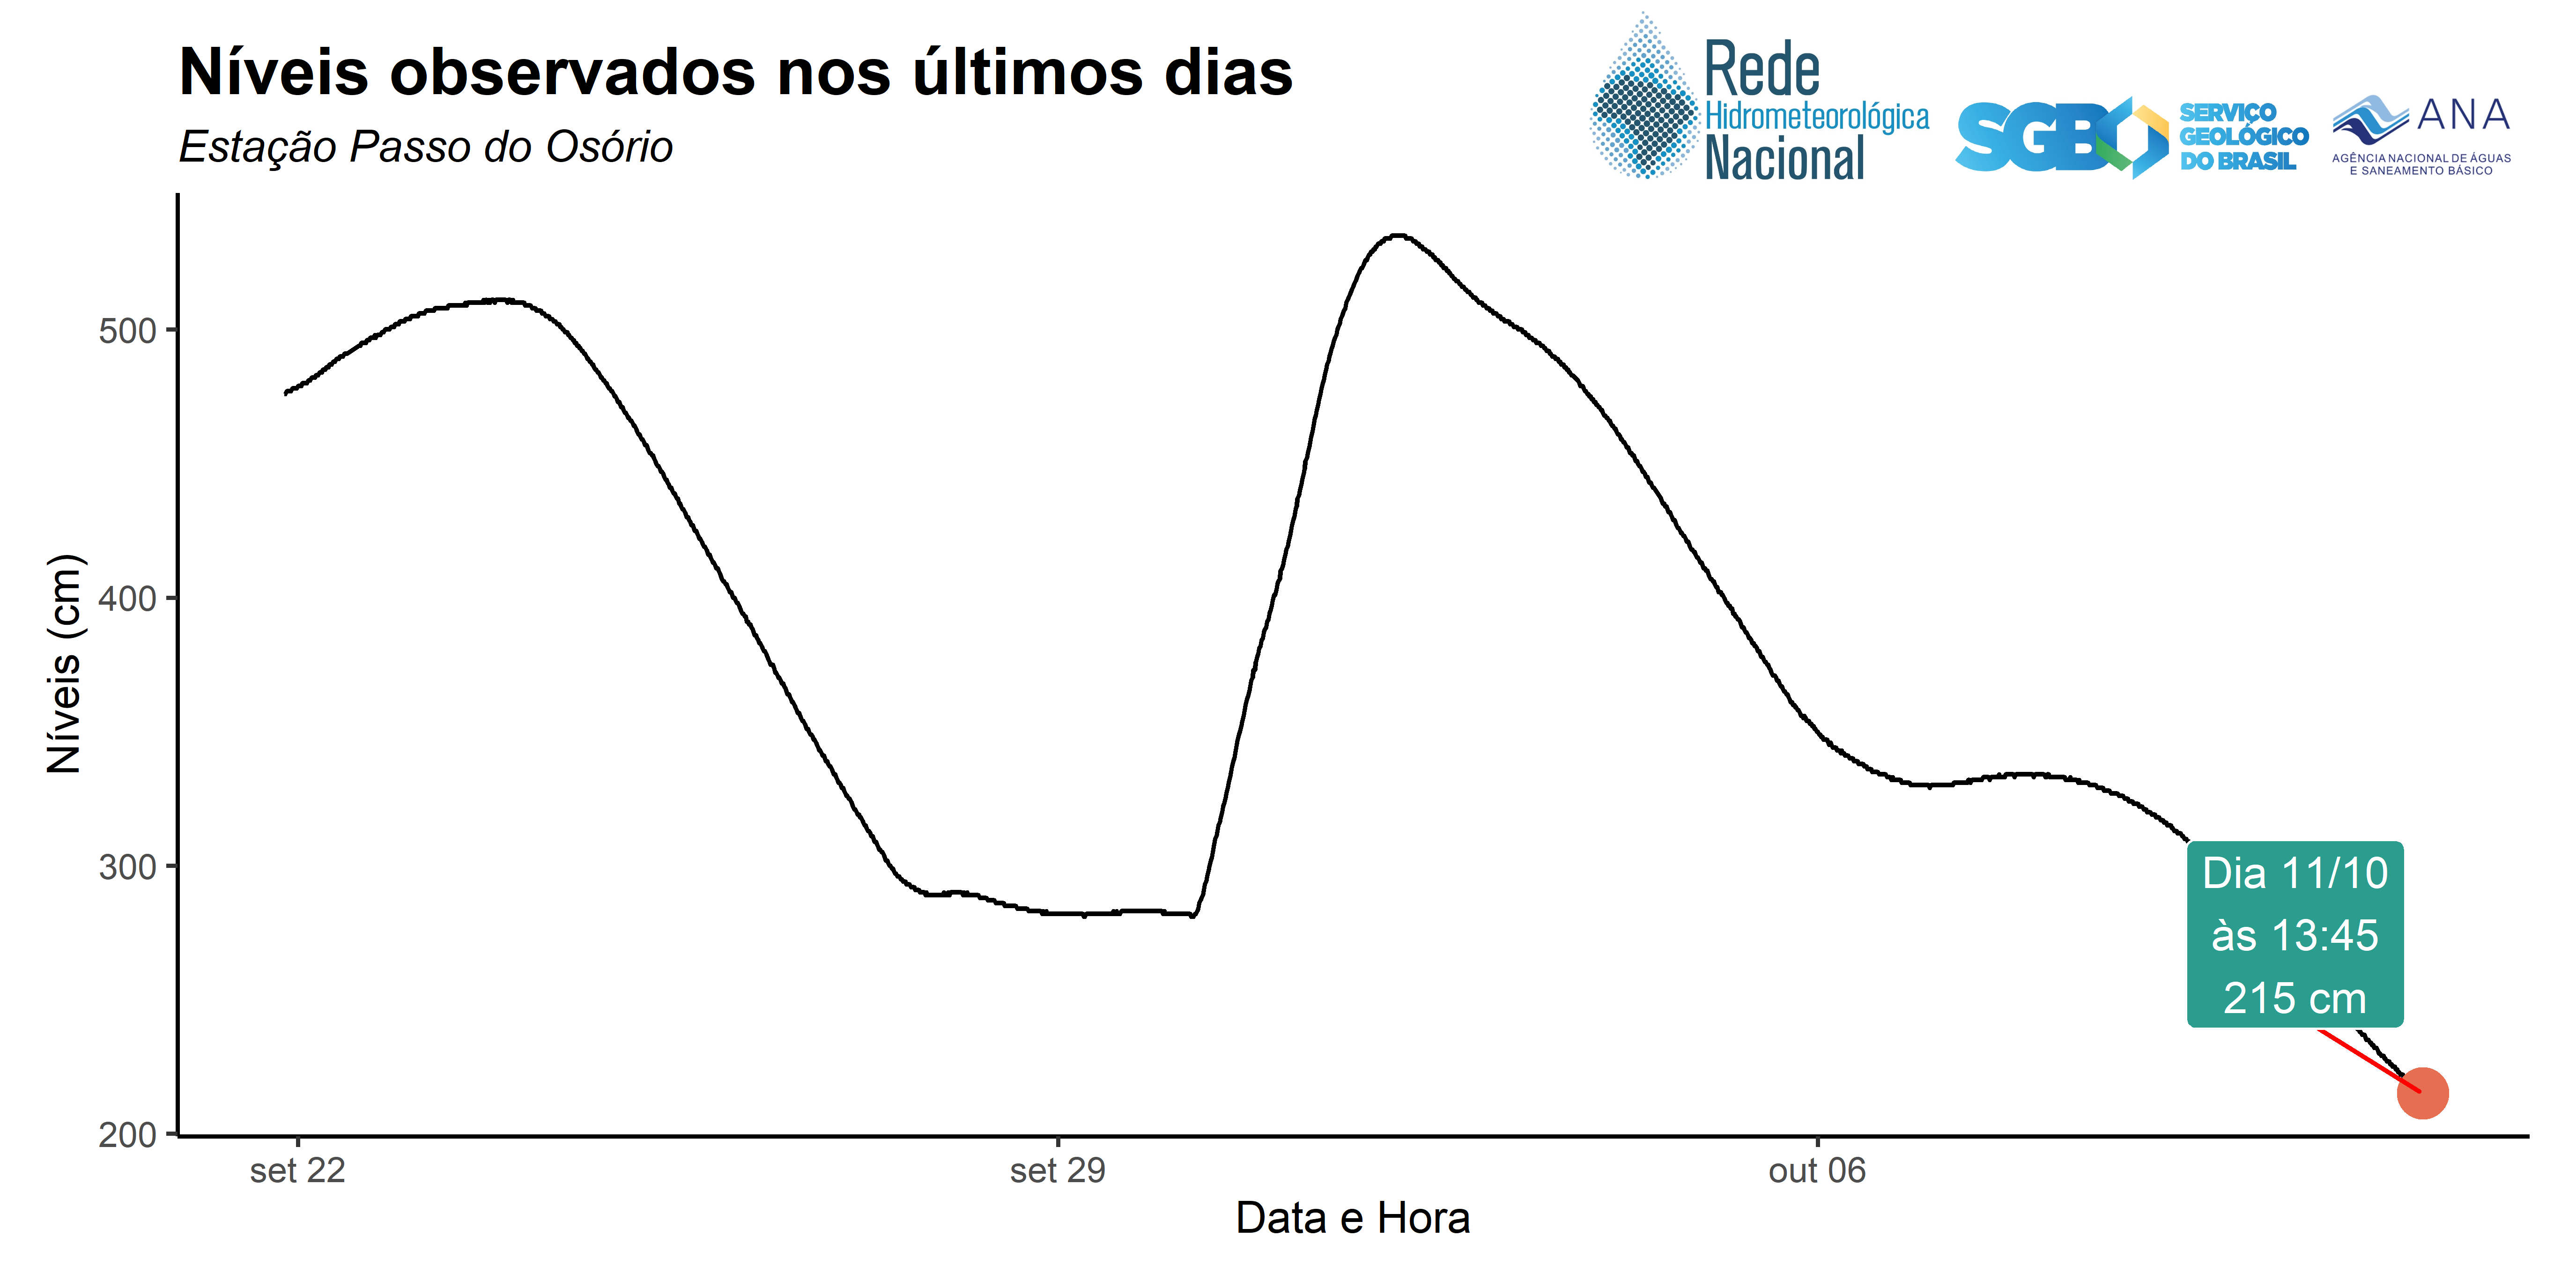 Níveis observados nos últimos dias
Estação Passo do Osório
Rede
Hidrometeorológica
Nacional
SGB
SERVIÇO
GEOLÓGICO
DO BRASIL
ANA
AGÊNCIA NACIONAL DE ÁGUAS
E SANEAMENTO BÁSICO
Níveis (cm)
500
400
300
200
Dia 11/10
às 13:45
215 cm
set 22
set 29
out 06
Data e Hora